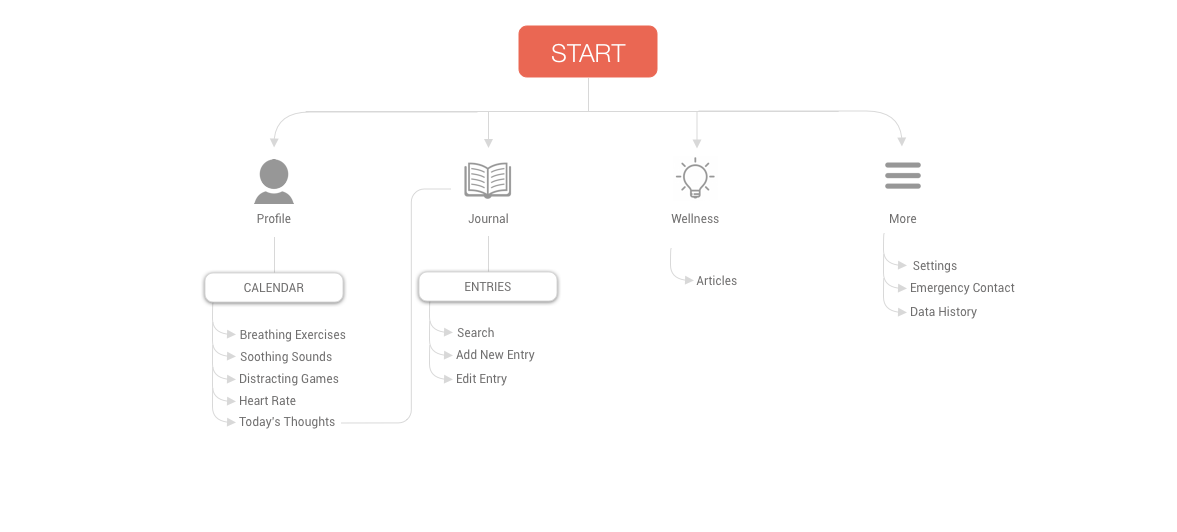 START
Profile
Journal
Wellness
More
CALENDAR
Breathing Exercises
Soothing Sounds
Distracting Games
Heart Rate
Today's Thoughts
ENTRIES
Search
Add New Entry
Edit Entry
Articles
Settings
Emergency Contact
Data History